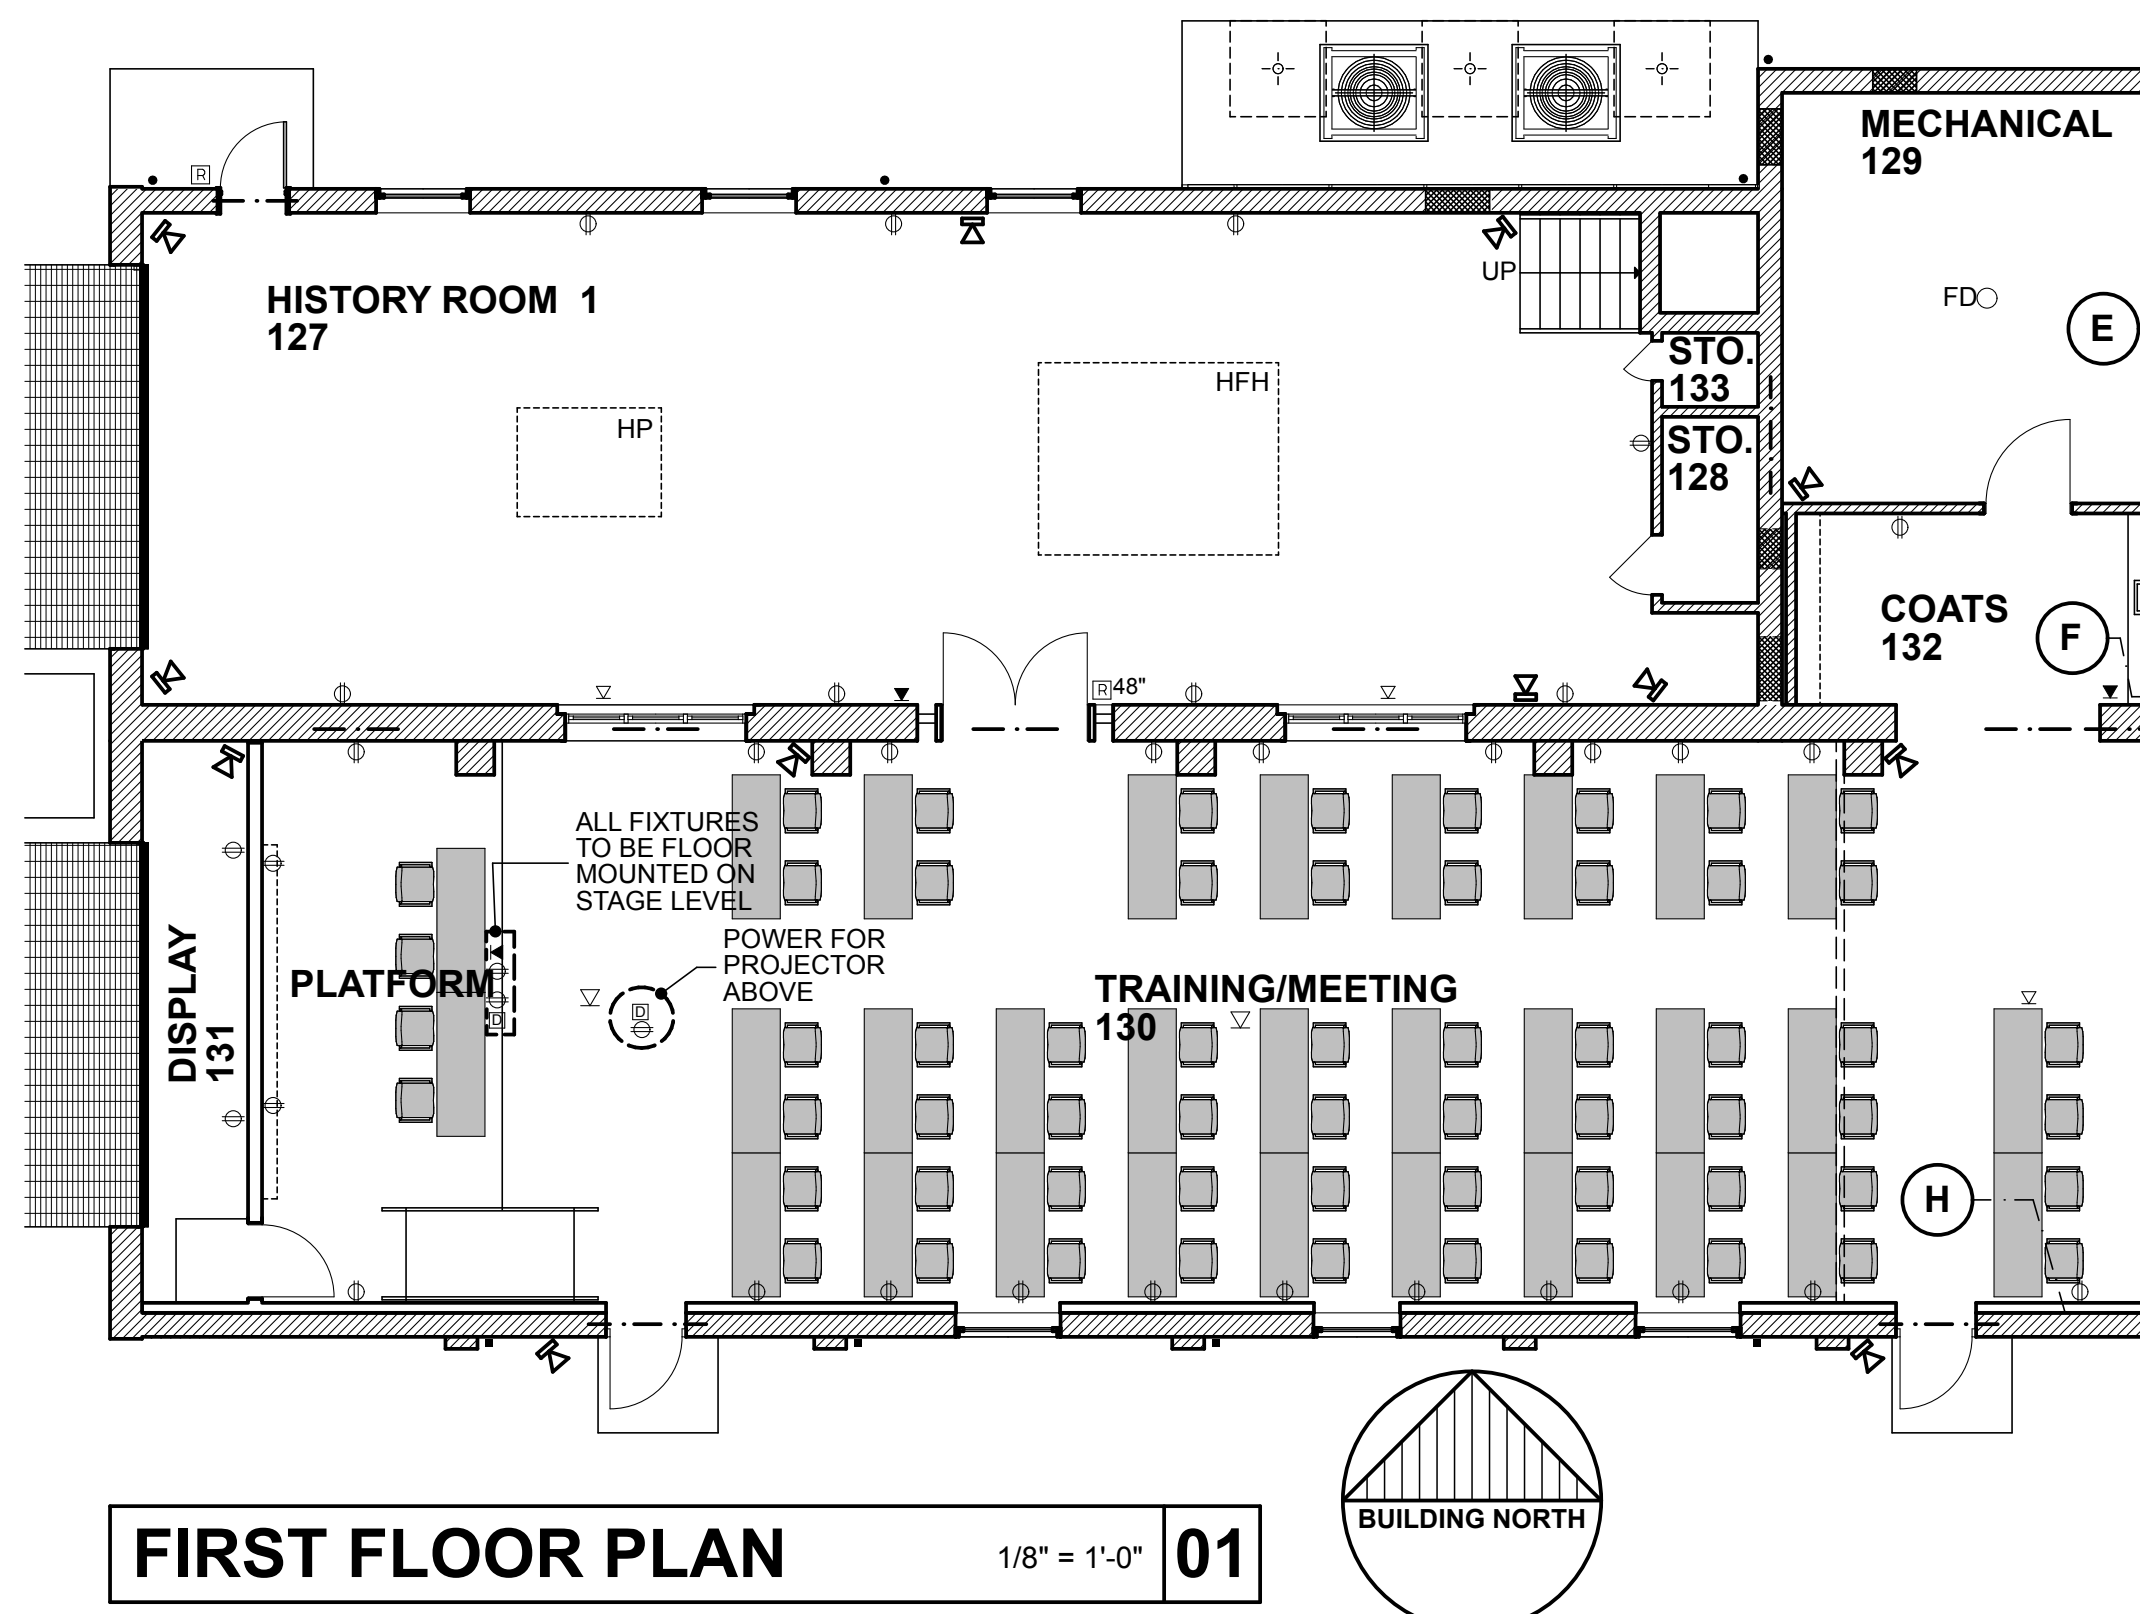 R
MECHANICAL
129
HISTORY ROOM  1
127
UP
FD
E
STO.
133
HFH
HP
STO.
128
COATS
132
F
R 48"
ALL FIXTURES
TO BE FLOOR
MOUNTED ON
STAGE LEVEL
POWER FOR
PROJECTOR
ABOVE
PLATFORM
D
D
TRAINING/MEETING
130
DISPLAY
131
H
BUILDING NORTH
FIRST FLOOR PLAN
1/8" = 1'-0"
01